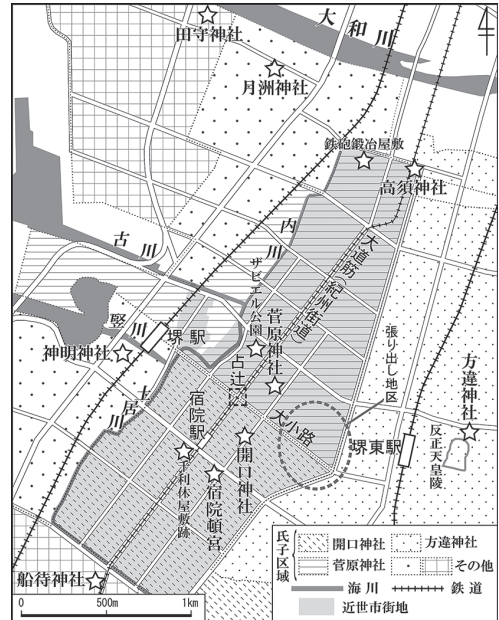 大和川
田守神社
月洲神社
鉄砲鍛冶屋敷
高須神社
内川
古川
大道筋(紀州街道)
ザビエル公園
菅原神社
竪川
堺駅
神明神社
占辻
張り出し地区
方違神社
土居川
宿院駅
大小路
堺東駅
反正天皇陵
開口神社
千利休屋敷跡
宿院頓宮
船待神社
0 500m 1km
氏子区域
開口神社 方違神社
菅原神社 その他
海川 鉄道
近世市街地